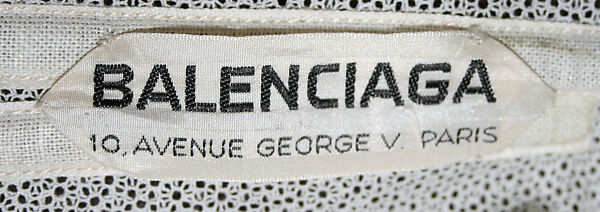 BALENCIAGA
10, AVENUE GEORGE V. PARIS